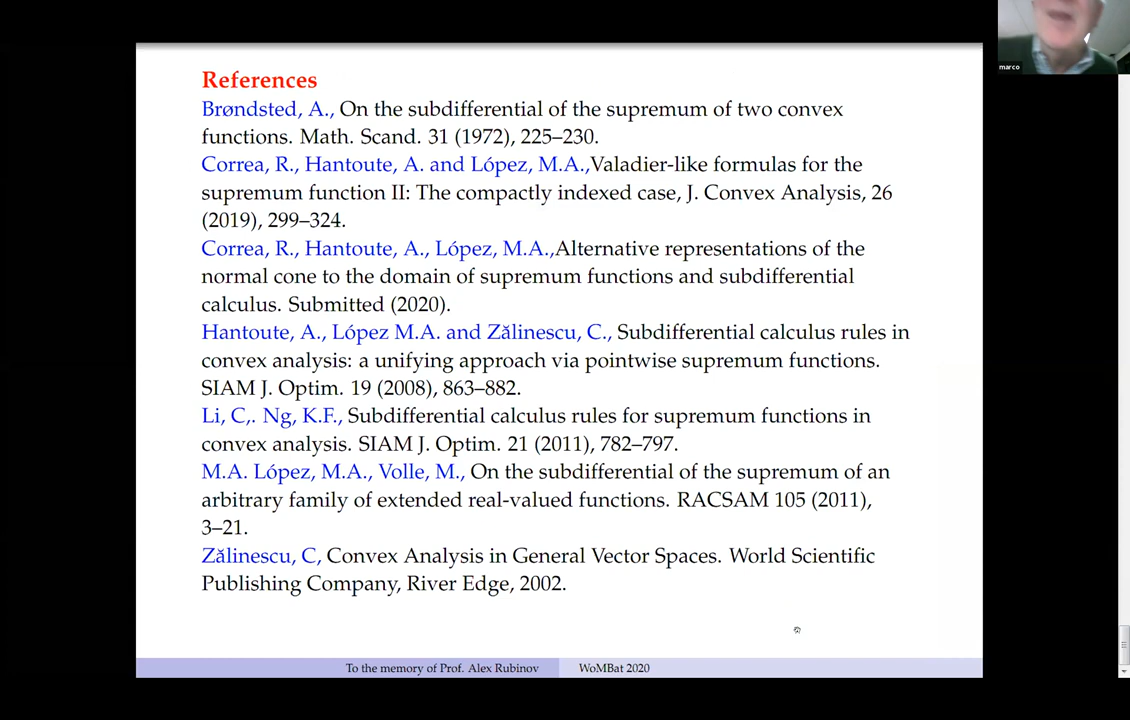 marco
References
Brøndsted, A., On the subdifferential of the supremum of two convex
functions. Math. Scand. 31 (1972), 225–230.
Correa, R., Hantoute, A. and López, M.A.,Valadier-like formulas for the
supremum function II: The compactly indexed case, J. Convex Analysis, 26
(2019), 299–324.
Correa, R., Hantoute, A., López, M.A.,Alternative representations of the
normal cone to the domain of supremum functions and subdifferential
calculus. Submitted (2020).
Hantoute, A., López M.A. and Zălinescu, C., Subdifferential calculus rules in
convex analysis: a unifying approach via pointwise supremum functions.
SIAM J. Optim. 19 (2008), 863–882.
Li, C,. Ng, K.F., Subdifferential calculus rules for supremum functions in
convex analysis. SIAM J. Optim. 21 (2011), 782–797.
M.A. López, M.A., Volle, M., On the subdifferential of the supremum of an
arbitrary family of extended real-valued functions. RACSAM 105 (2011),
3–21.
Zălinescu, C, Convex Analysis in General Vector Spaces. World Scientific
Publishing Company, River Edge, 2002.
To the memory of Prof. Alex Rubinov WoMBat 2020